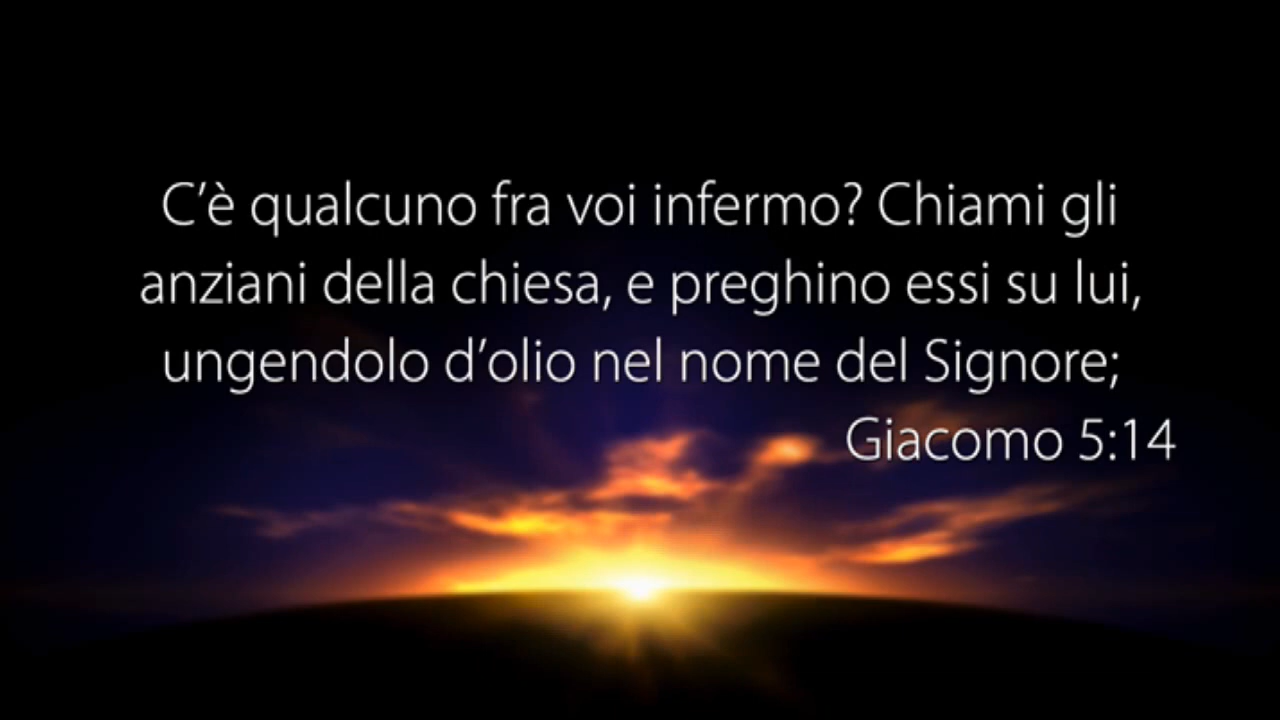 C’è qualcuno fra voi infermo? Chiami gli
anziani della chiesa, e preghino essi su lui,
ungendolo d’olio nel nome del Signore;
Giacomo 5:14